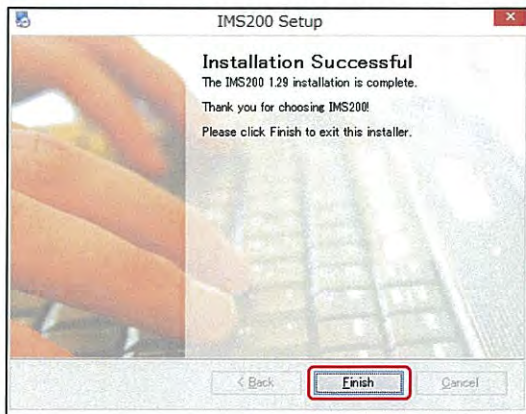 IMS200 Setup
Installation Successful
The IMS200 1.29 installation is complete.
Thank you for choosing IMS200!
Please click Finish to exit this installer.
< Back
Finish
Cancel